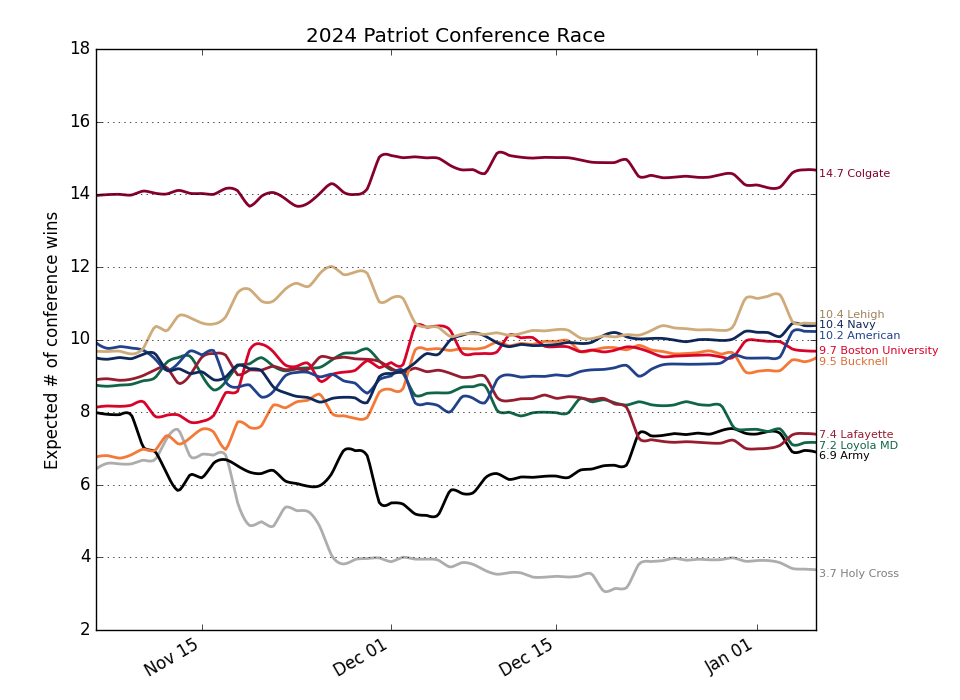 2024 Patriot Conference Race
Expected # of conference wins
18
16
14
12
10
8
6
4
2
14.7 Colgate
10.4 Lehigh
10.4 Navy
10.2 American
9.7 Boston University
9.5 Bucknell
7.4 Lafayette
7.2 Loyola MD
6.9 Army
3.7 Holy Cross
Nov 15
Dec 01
Dec 15
Jan 01